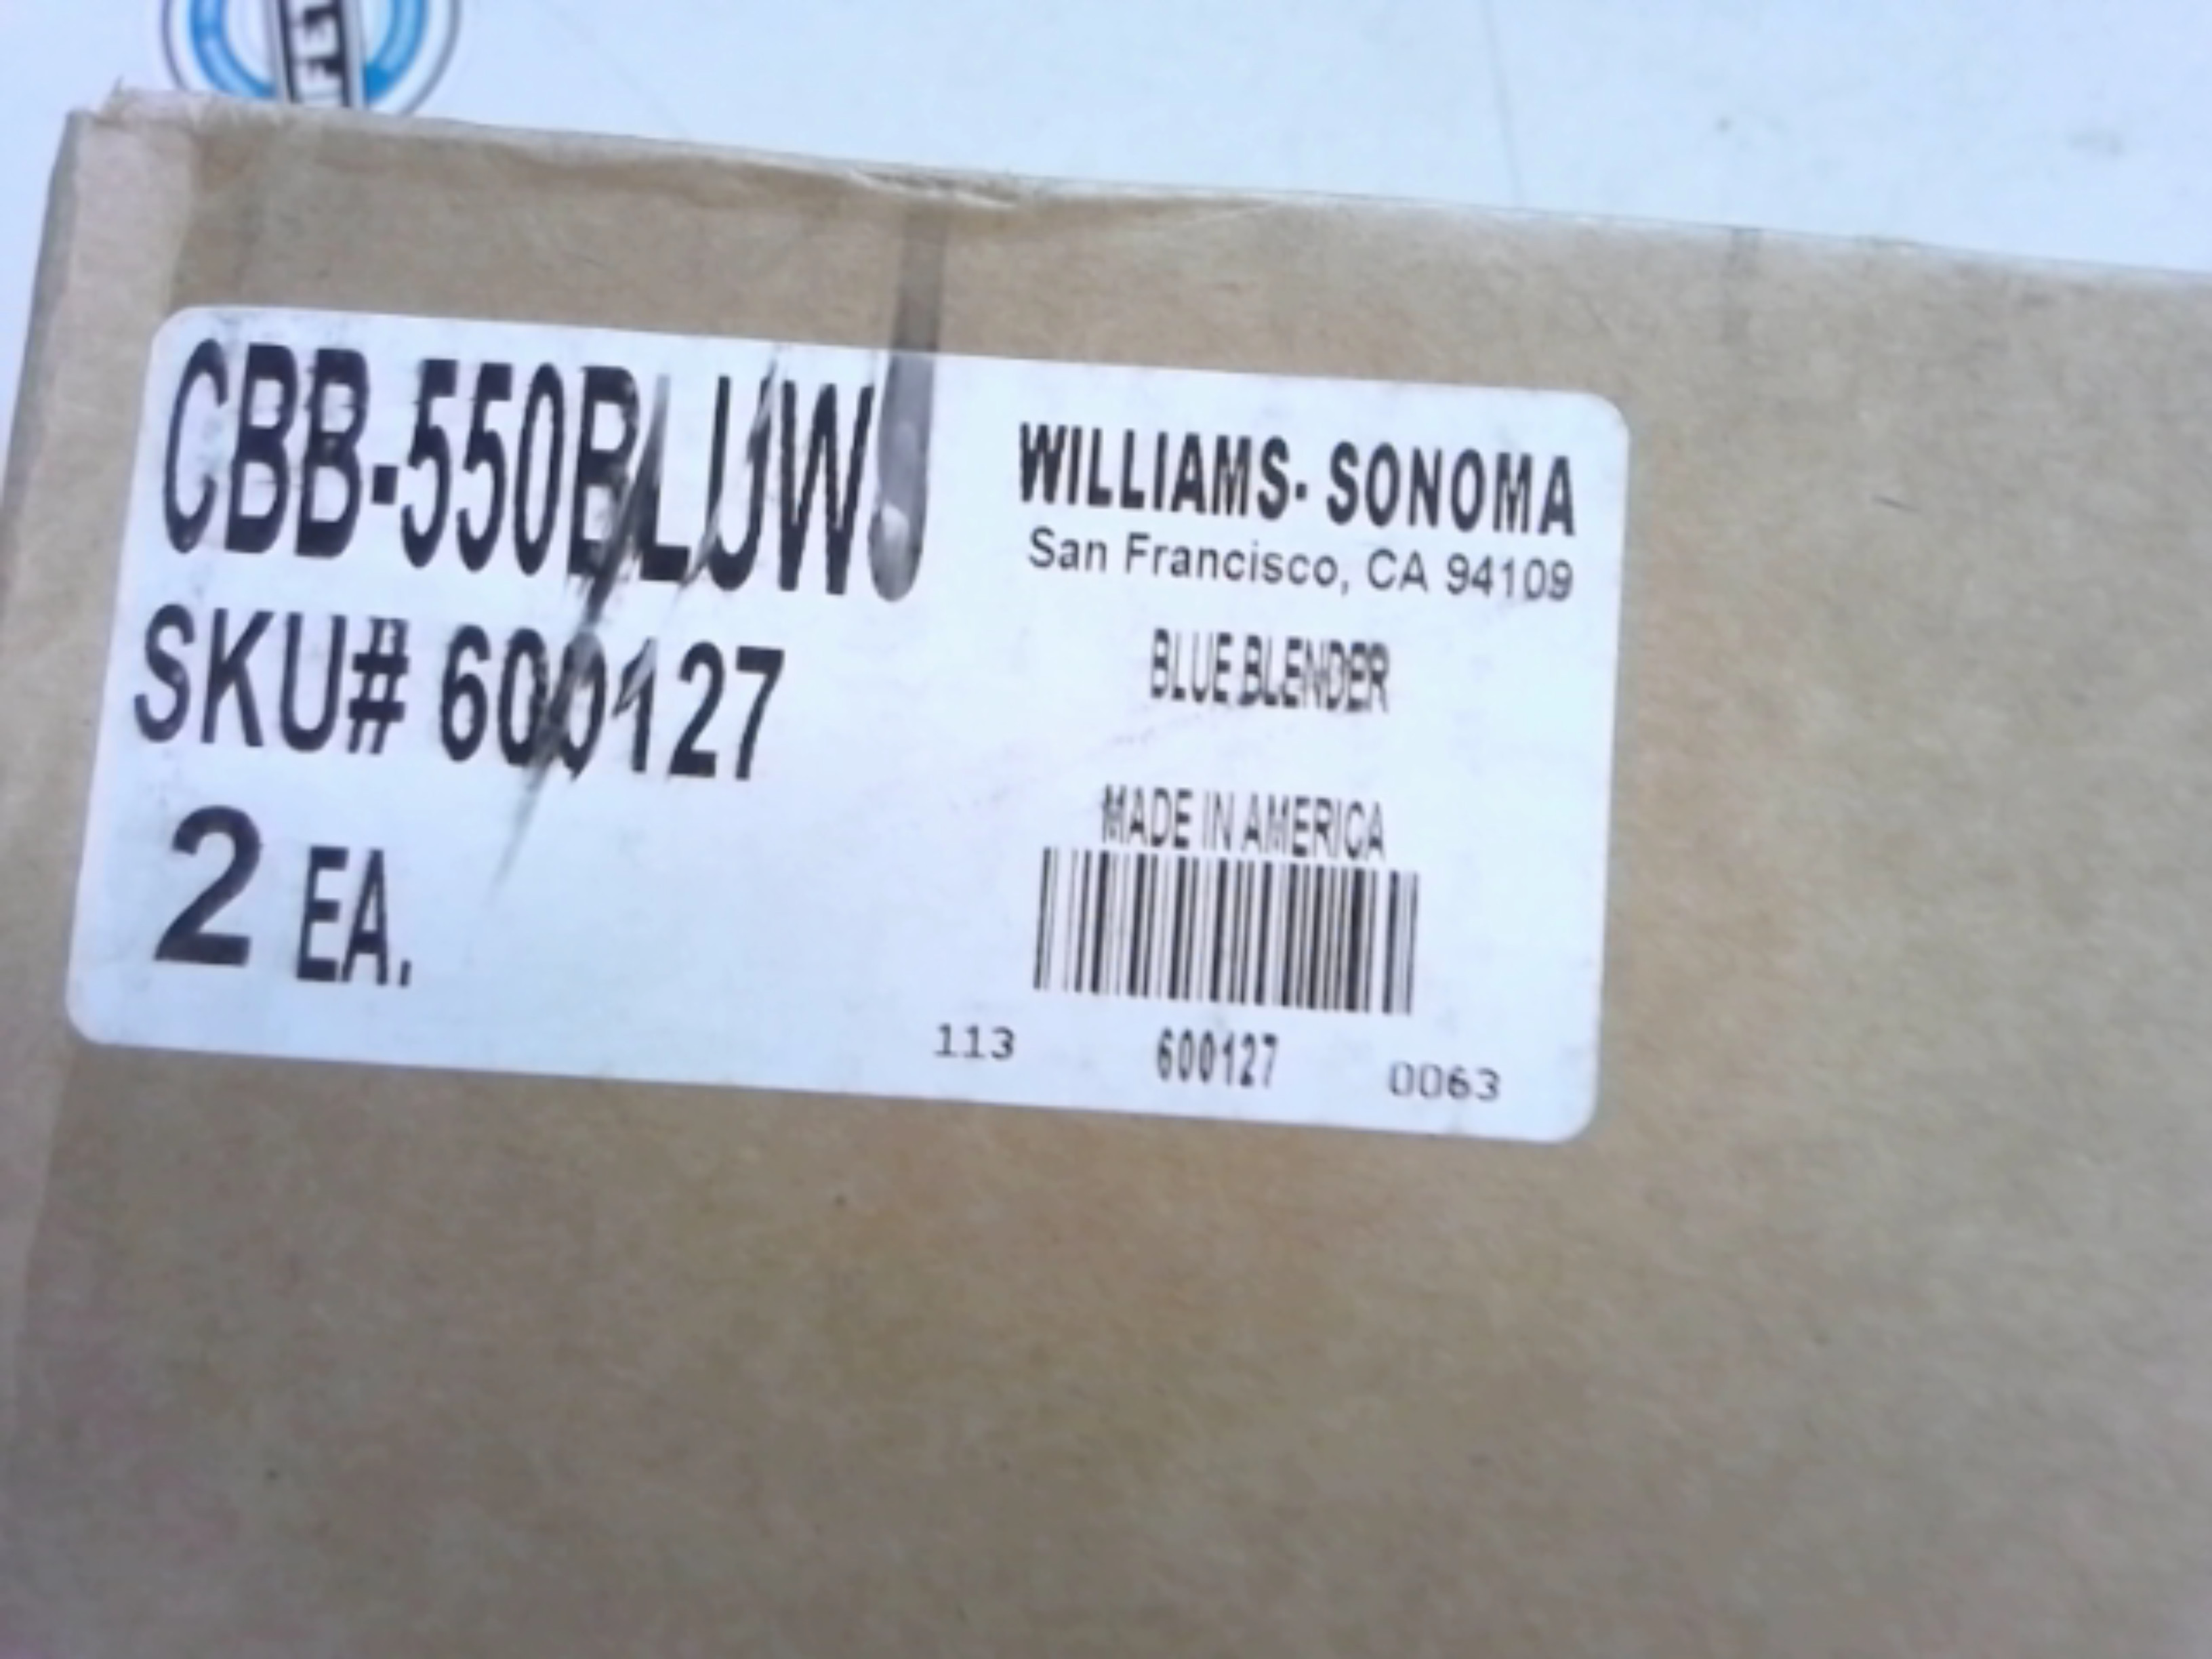 CBB-550BLUW
SKU# 600127
2 EA.
WILLIAMS- SONOMA
San Francisco, CA 94109
BLUE BLENDER
MADE IN AMERICA
113 600127 0063